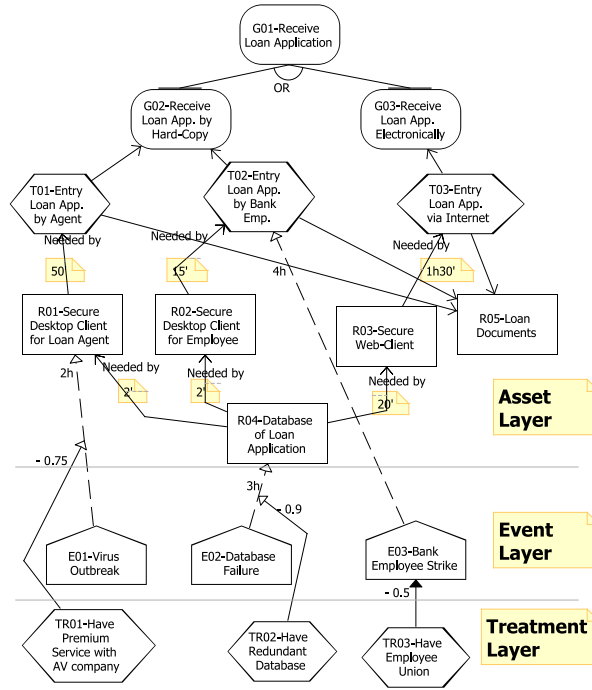 G01-Receive
Loan Application
OR
G02-Receive
Loan App. by
Hard-Copy
G03-Receive
Loan App.
Electronically
T01-Entry
Loan App.
by Agent
T02-Entry
Loan App.
by Bank
Emp.
T03-Entry
Loan App.
via Internet
Needed by
Needed by
Needed by
50'
15'
4h
1h30'
R01-Secure
Desktop Client
for Loan Agent
R02-Secure
Desktop Client
for Employee
R03-Secure
Web-Client
R05-Loan
Documents
2h
Needed by
Needed by
Needed by
2'
2'
20'
R04-Database
of Loan
Application
Asset
Layer
- 0.75
3h
- 0.9
E01-Virus
Outbreak
E02-Database
Failure
E03-Bank
Employee Strike
Event
Layer
- 0.5
TR01-Have
Premium
Service with
AV company
TR02-Have
Redundant
Database
TR03-Have
Employee
Union
Treatment
Layer